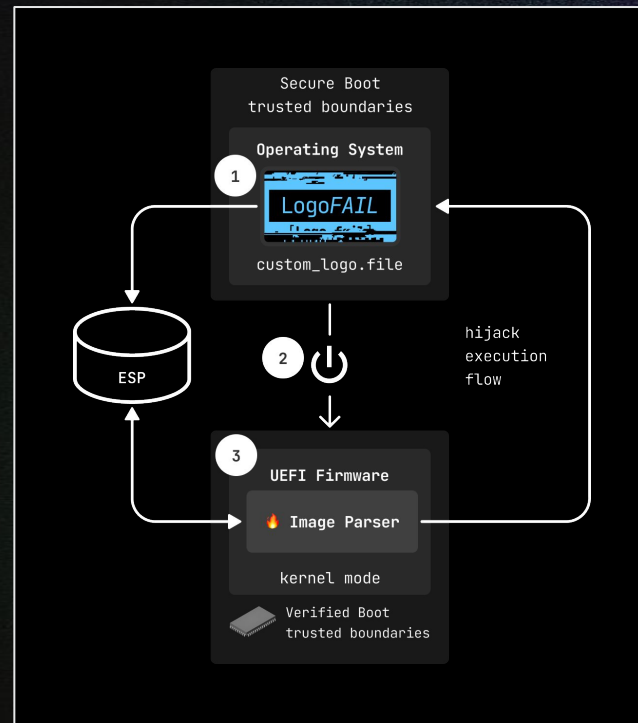 Secure Boot
trusted boundaries
Operating System
1
LogoFAIL
custom_logo.file
ESP
2
hijack
execution
flow
3
UEFI Firmware
🔥 Image Parser
kernel mode
Verified Boot
trusted boundaries